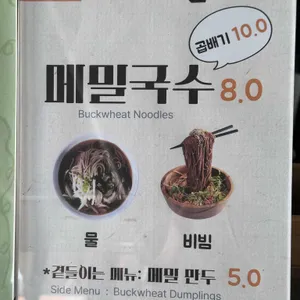 곱배기 10.0
메밀국수 8.0
Buckwheat Noodles
물 비빔
*곁들이는 메뉴: 메밀 만두 5.0
Side Menu : Buckwheat Dumplings